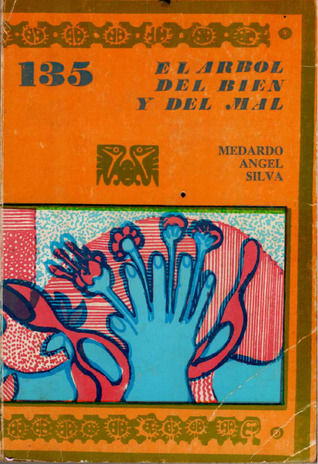 135
EL ARBOL
DEL BIEN
Y DEL MAL
MEDARDO
ANGEL
SILVA